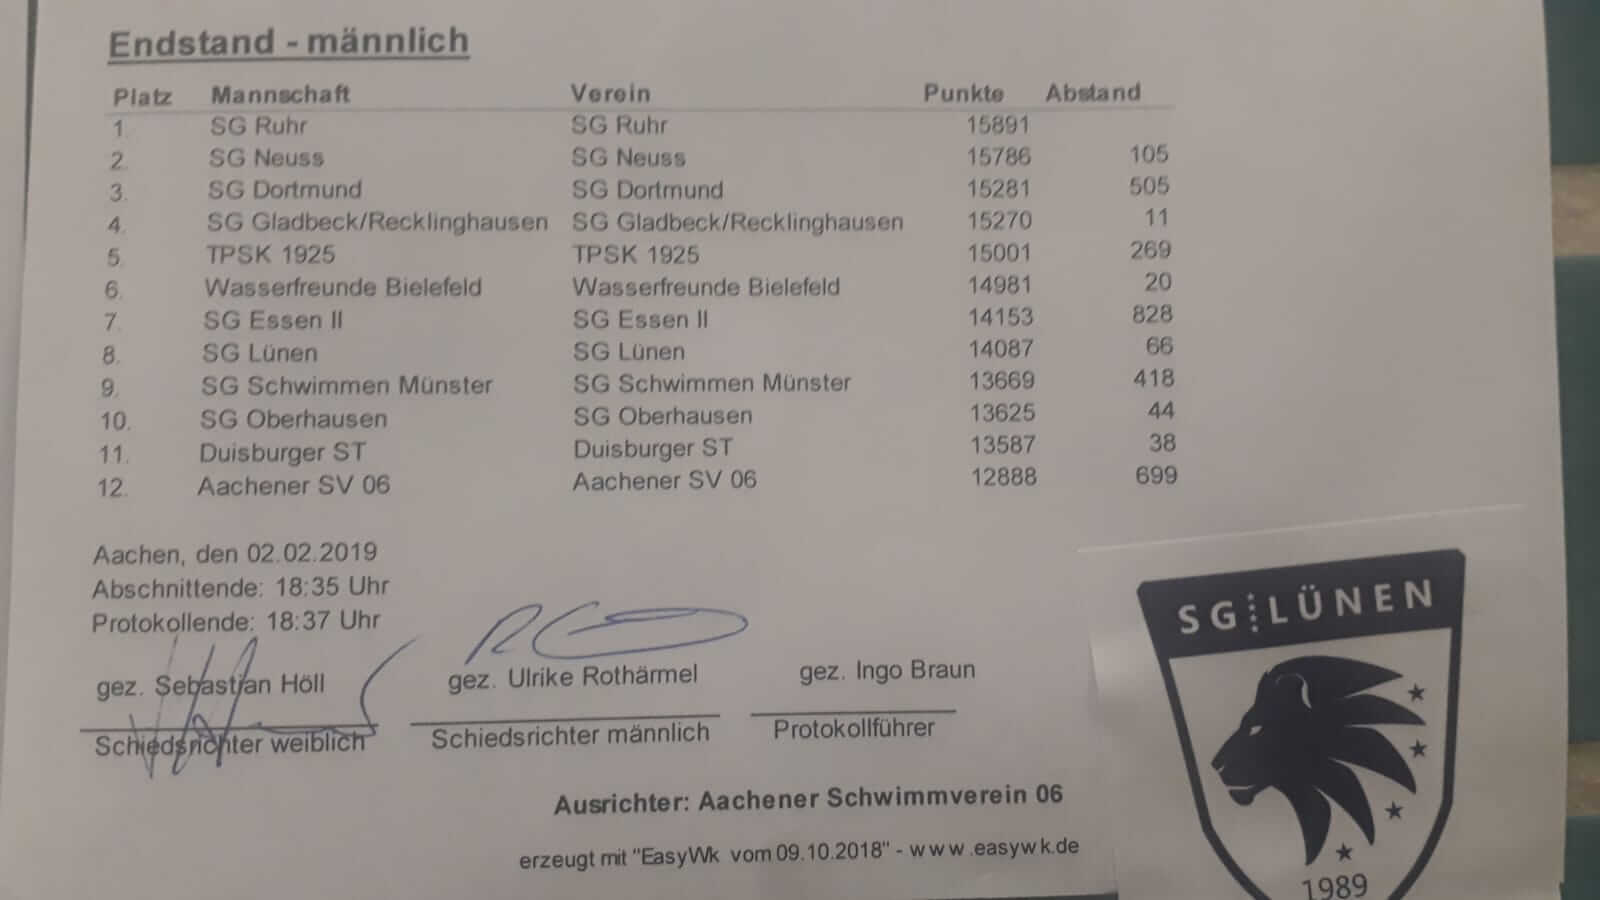 Endstand - männlich
Platz Mannschaft Verein Punkte Abstand
1. SG Ruhr SG Ruhr 15891
2. SG Neuss SG Neuss 15786 105
3. SG Dortmund SG Dortmund 15281 505
4. SG Gladbeck/Recklinghausen SG Gladbeck/Recklinghausen 15270 11
5. TPSK 1925 TPSK 1925 15001 269
6. Wasserfreunde Bielefeld Wasserfreunde Bielefeld 14981 20
7. SG Essen II SG Essen II 14153 828
8. SG Lünen SG Lünen 14087 66
9. SG Schwimmen Münster SG Schwimmen Münster 13669 418
10. SG Oberhausen SG Oberhausen 13625 44
11. Duisburger ST Duisburger ST 13587 38
12. Aachener SV 06 Aachener SV 06 12888 699
Aachen, den 02.02.2019
Abschnittende: 18:35 Uhr
Protokollende: 18:37 Uhr
gez. Sebastian Höll gez. Ulrike Rothärmel gez. Ingo Braun
Schiedsrichter weiblich Schiedsrichter männlich Protokollführer
Ausrichter: Aachener Schwimmverein 06
erzeugt mit "EasyWk vom 09.10.2018" - www.easywk.de
SG LÜNEN
1989